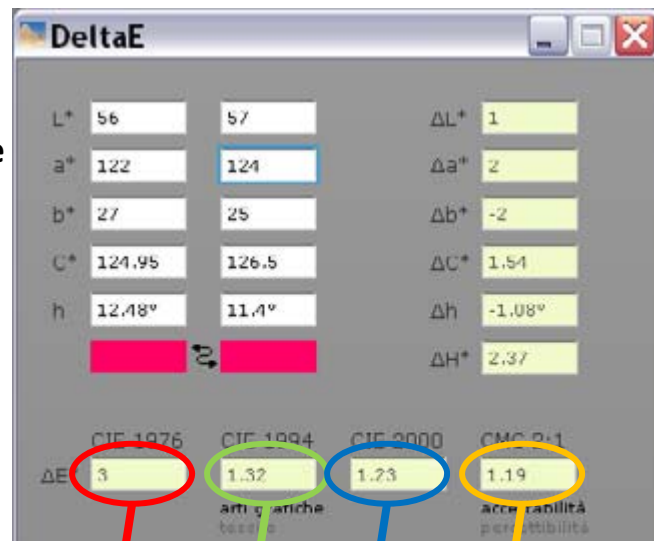 DeltaE
L* 56 57 ΔL* 1
e
a* 122 124 Δa* 2
b* 27 25 Δb* -2
C* 124.95 126.5 ΔC* 1.54
h 12.48° 11.4° Δh -1.08°
ΔH* 2.37
CIE 1976 CIE 1994 CIE 2000 CMC 2:1
ΔE 3 1.32 1.23 1.19
arti grafiche accettabilità
tessile percettibilità